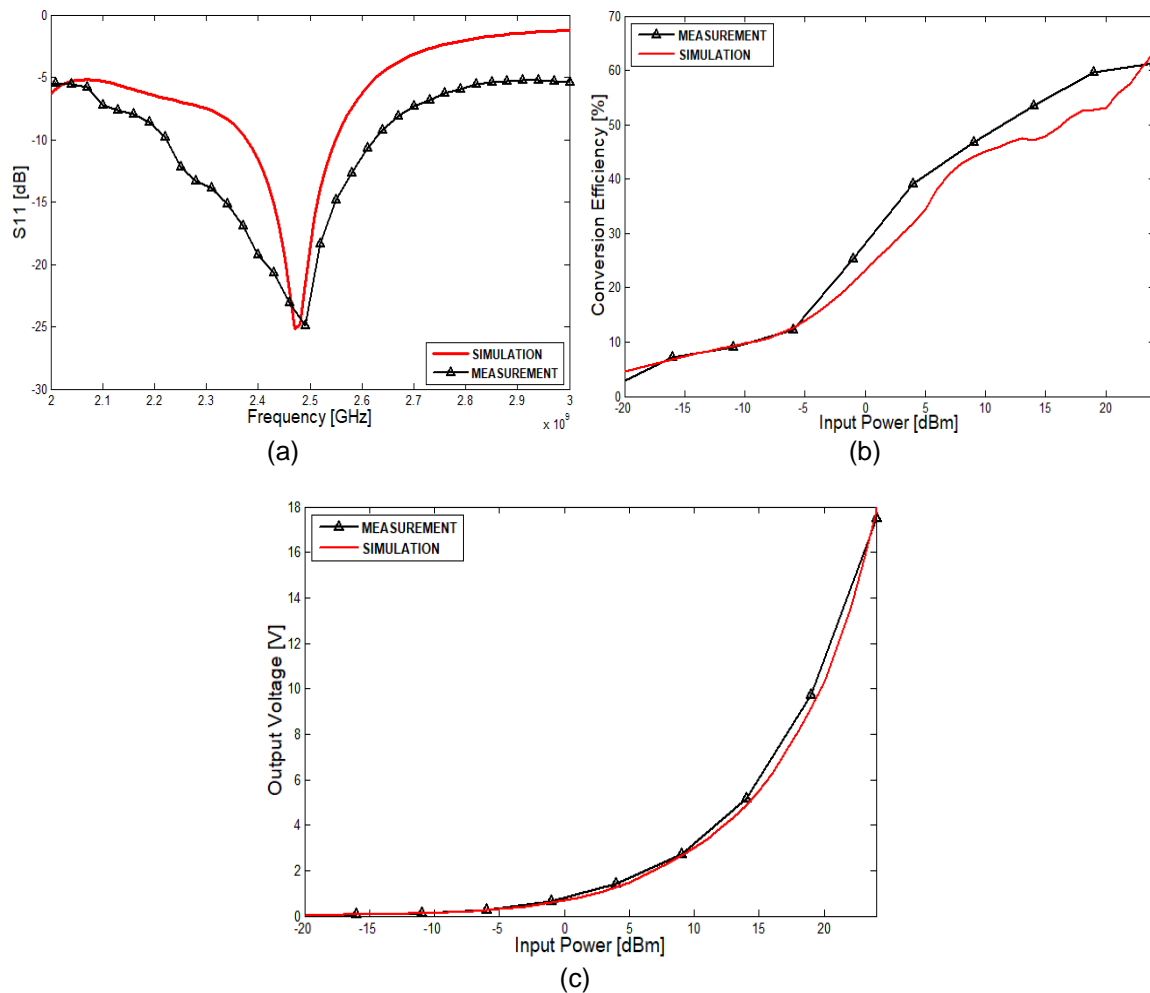 0
-5
-10
-15
-20
-25
-30
S11 [dB]
SIMULATION
MEASUREMENT
2 2.1 2.2 2.3 2.4 2.5 2.6 2.7 2.8 2.9 3
Frequency [GHz]
x 10^9
(a)
70
60
50
40
30
20
10
0
Conversion Efficiency [%]
MEASUREMENT
SIMULATION
-20 -15 -10 -5 0 5 10 15 20
Input Power [dBm]
(b)
18
16
14
12
10
8
6
4
2
0
Output Voltage [V]
MEASUREMENT
SIMULATION
-20 -15 -10 -5 0 5 10 15 20
Input Power [dBm]
(c)